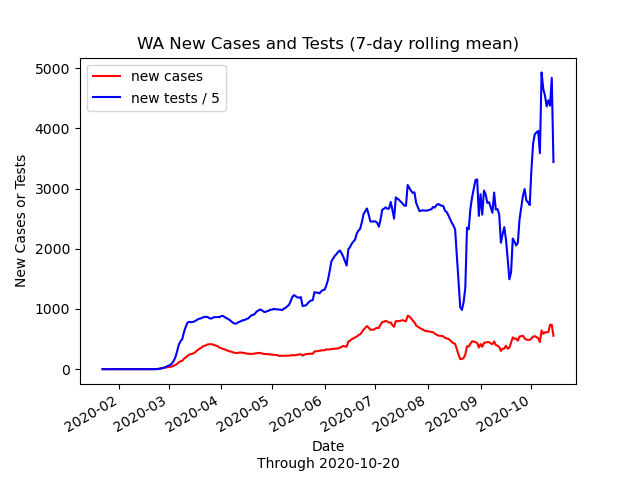 WA New Cases and Tests (7-day rolling mean)
new cases
new tests / 5
New Cases or Tests
5000
4000
3000
2000
1000
0
2020-02
2020-03
2020-04
2020-05
2020-06
2020-07
2020-08
2020-09
2020-10
Date
Through 2020-10-20